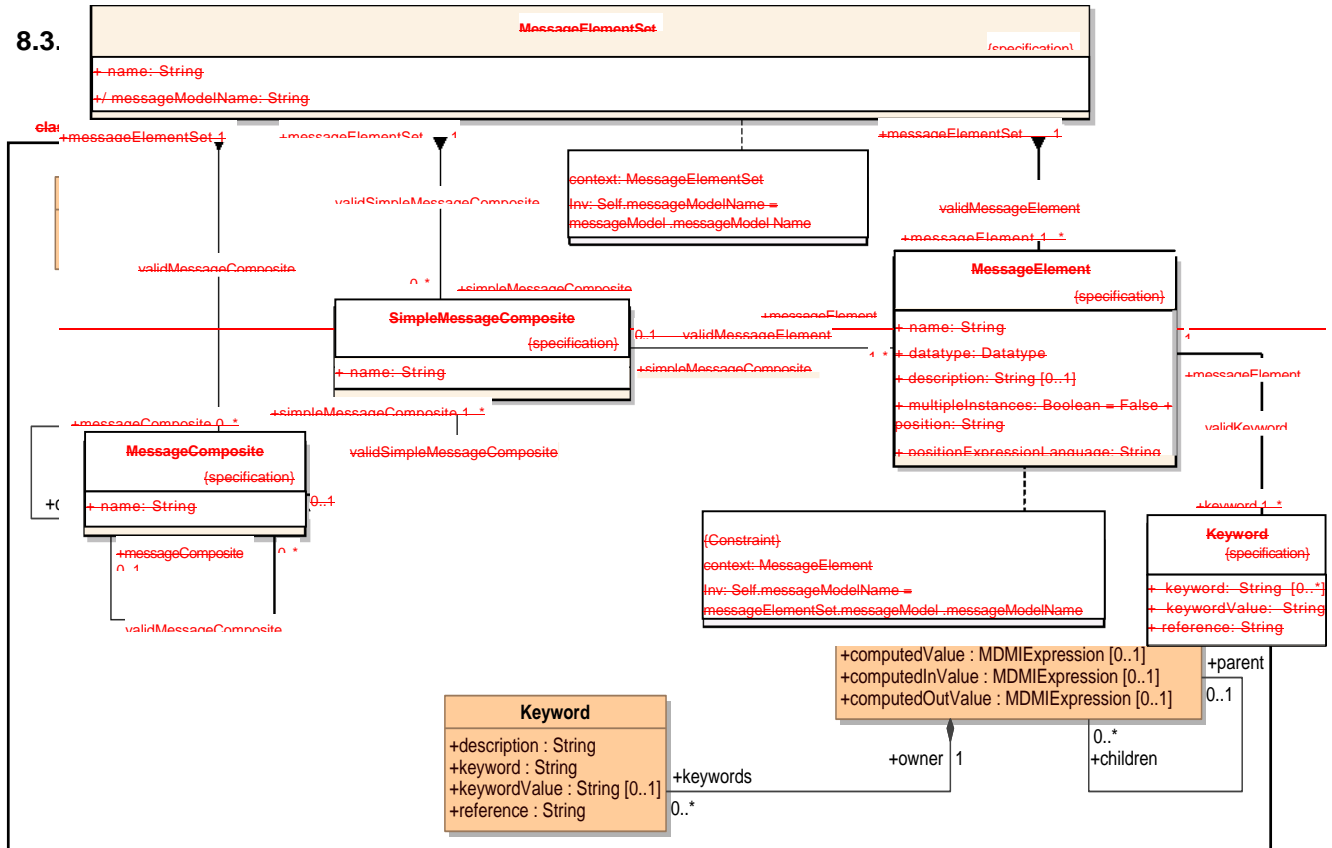 8.3.
MessageElementSet
{specification}
+ name: String
+/ messageModelName: String
clas
+messageElementSet 1
+messageElementSet 1
+messageElementSet 1
context: MessageElementSet
Inv: Self.messageModelName =
messageModel .messageModel Name
validSimpleMessageComposite
validMessageElement
+messageElement 1..*
validMessageComposite
0..*
+simpleMessageComposite
MessageElement
{specification}
+ name: String
+ datatype: Datatype
+ description: String [0..1]
+ multipleInstances: Boolean = False +
position: String
+ positionExpressionLanguage: String
SimpleMessageComposite
{specification}
+ name: String
+messageElement
0..1
validMessageElement
1..*
+simpleMessageComposite
1
+messageElement
validKeyword
+simpleMessageComposite 1..*
+messageComposite 0..*
validSimpleMessageComposite
MessageComposite
{specification}
+ name: String
0..1
+messageComposite
0..1
0..*
validMessageComposite
{Constraint}
context: MessageElement
Inv: Self.messageModelName =
messageElementSet.messageModel .messageModelName
+keyword 1..*
Keyword
{specification}
+ keyword: String [0..*]
+ keywordValue: String
+ reference: String
+computedValue : MDMIExpression [0..1]
+computedInValue : MDMIExpression [0..1]
+computedOutValue : MDMIExpression [0..1]
+parent
0..1
0..*
+children
+owner
1
Keyword
+description : String
+keyword : String
+keywordValue : String [0..1]
+reference : String
+keywords
0..*